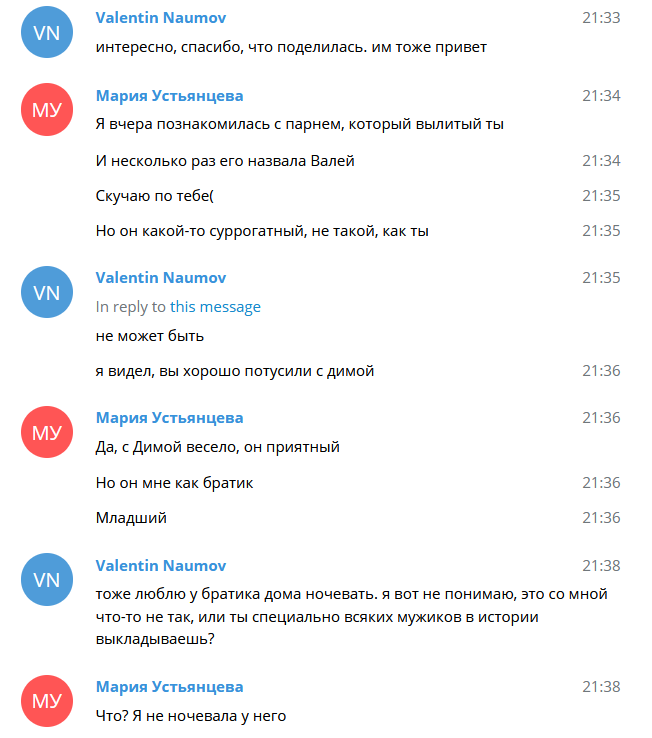 VN
Valentin Naumov
21:33
интересно, спасибо, что поделилась. им тоже привет
МУ
Мария Устьянцева
21:34
Я вчера познакомилась с парнем, который вылитый ты
И несколько раз его назвала Валей
21:34
Скучаю по тебе(
21:35
Но он какой-то суррогатный, не такой, как ты
21:35
VN
Valentin Naumov
21:35
In reply to this message
не может быть
я видел, вы хорошо потусили с димой
21:36
МУ
Мария Устьянцева
21:36
Да, с Димой весело, он приятный
Но он мне как братик
21:36
Младший
21:36
VN
Valentin Naumov
21:38
тоже люблю у братика дома ночевать. я вот не понимаю, это со мной
что-то не так, или ты специально всяких мужиков в истории
выкладываешь?
МУ
Мария Устьянцева
21:38
Что? Я не ночевала у него